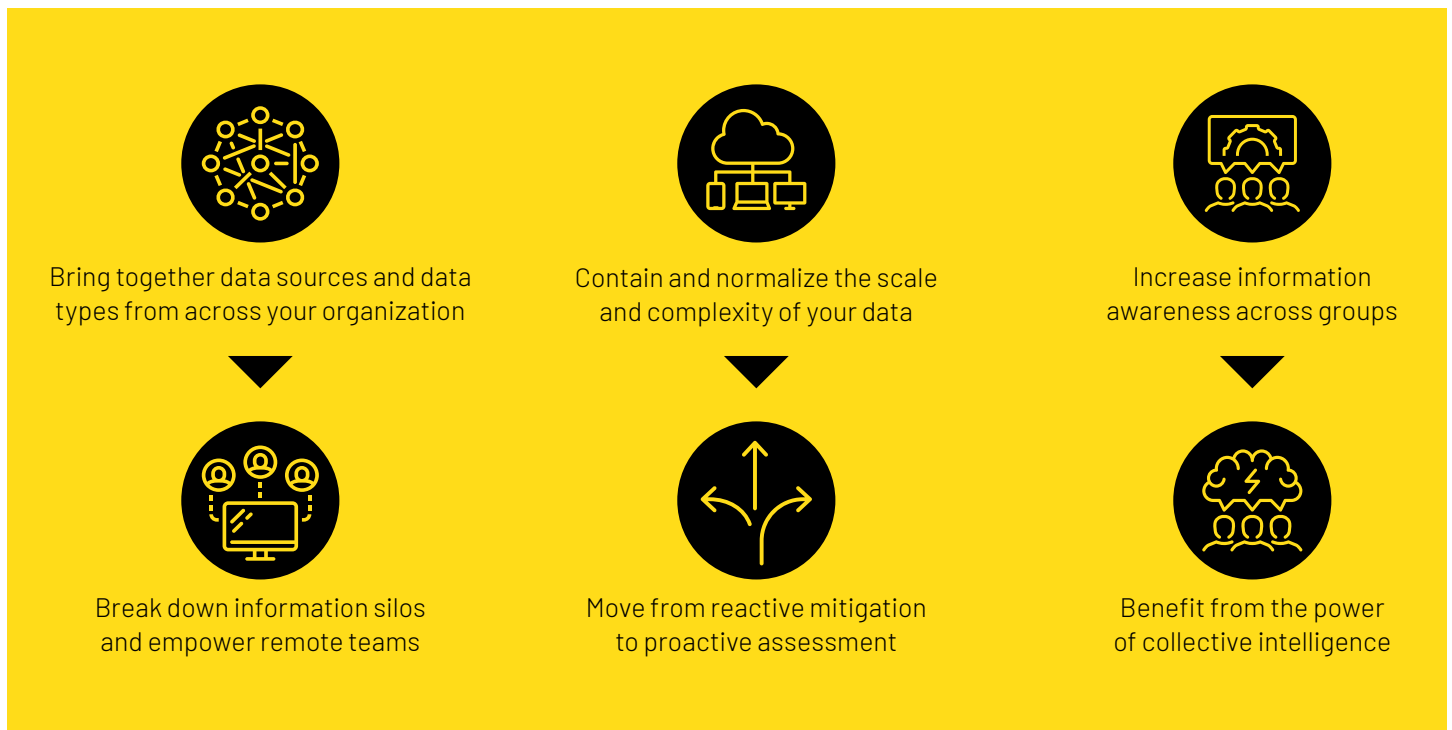 Bring together data sources and data
types from across your organization
Contain and normalize the scale
and complexity of your data
Increase information
awareness across groups
Break down information silos
and empower remote teams
Move from reactive mitigation
to proactive assessment
Benefit from the power
of collective intelligence